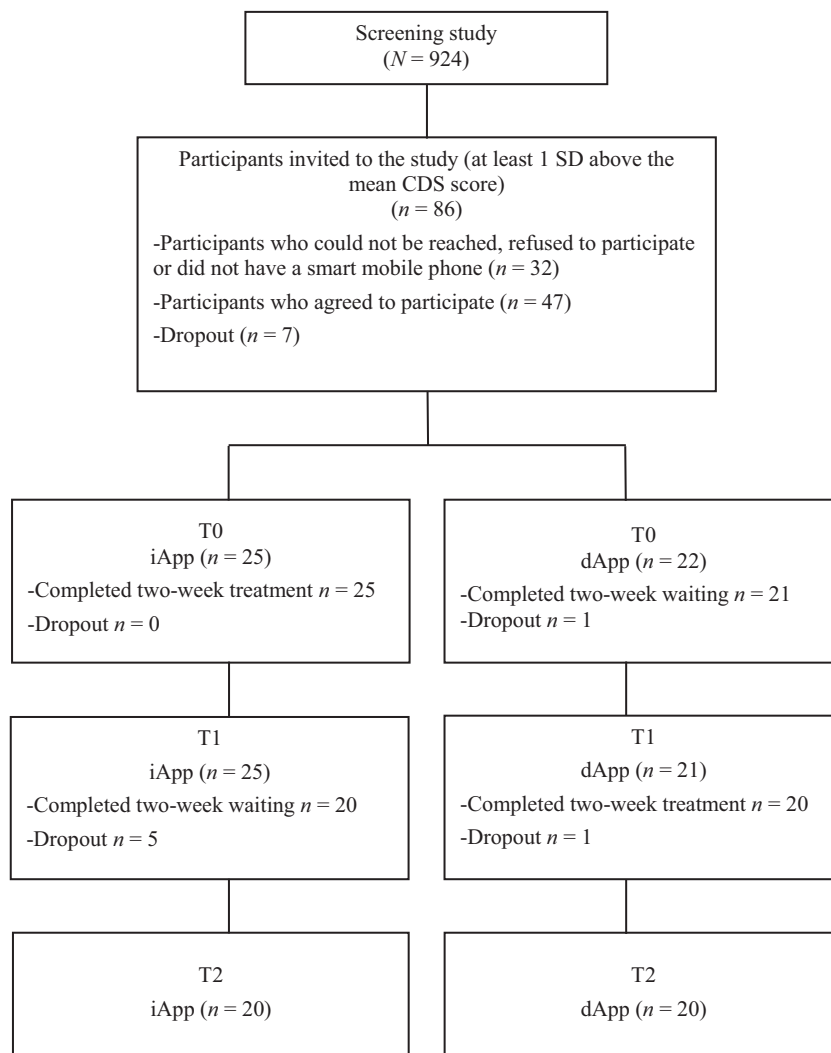 Screening study
(N = 924)
Participants invited to the study (at least 1 SD above the
mean CDS score)
(n = 86)
-Participants who could not be reached, refused to participate
or did not have a smart mobile phone (n = 32)
-Participants who agreed to participate (n = 47)
-Dropout (n = 7)
T0
iApp (n = 25)
-Completed two-week treatment n = 25
-Dropout n = 0
T0
dApp (n = 22)
-Completed two-week waiting n = 21
-Dropout n = 1
T1
iApp (n = 25)
-Completed two-week waiting n = 20
-Dropout n = 5
T1
dApp (n = 21)
-Completed two-week treatment n = 20
-Dropout n = 1
T2
iApp (n = 20)
T2
dApp (n = 20)